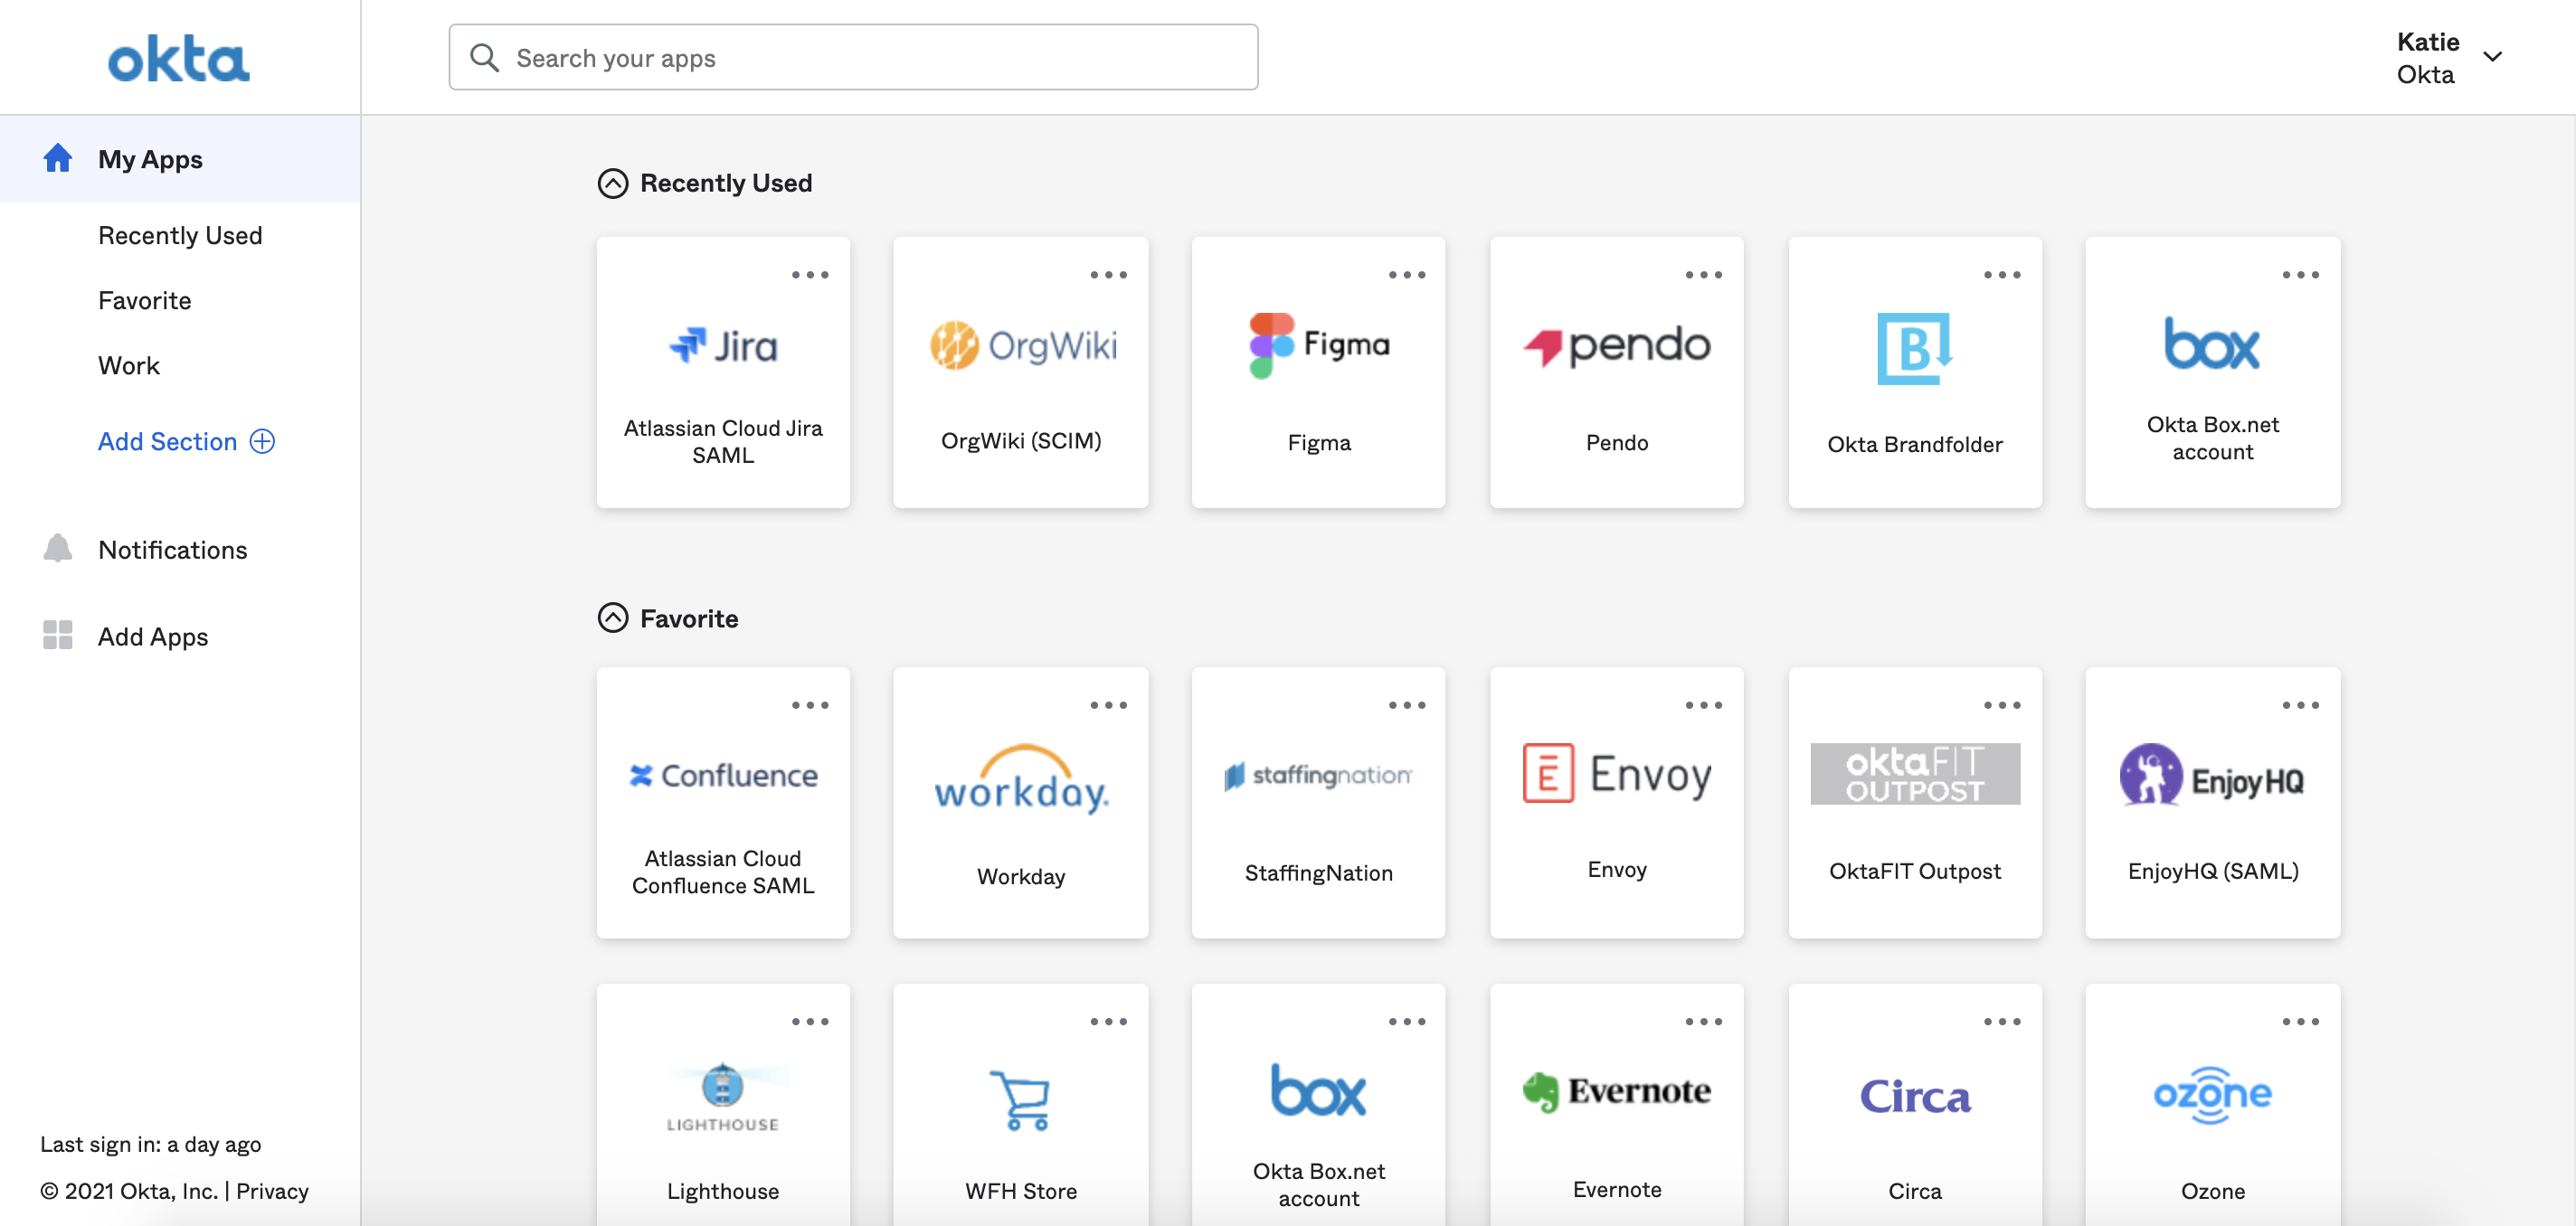 okta
Search your apps
Katie
Okta
My Apps
Recently Used
Favorite
Work
Add Section
Notifications
Add Apps
Last sign in: a day ago
© 2021 Okta, Inc. | Privacy
Recently Used
Jira
Atlassian Cloud Jira
SAML
OrgWiki
OrgWiki (SCIM)
Figma
Figma
pendo
Pendo
B
Okta Brandfolder
box
Okta Box.net
account
Favorite
Confluence
Atlassian Cloud
Confluence SAML
workday.
Workday
staffingnation
StaffingNation
E Envoy
Envoy
oktaFIT
OUTPOST
OktaFIT Outpost
EnjoyHQ
EnjoyHQ (SAML)
LIGHTHOUSE
Lighthouse
WFH Store
box
Okta Box.net
account
Evernote
Evernote
Circa
Circa
ozone
Ozone